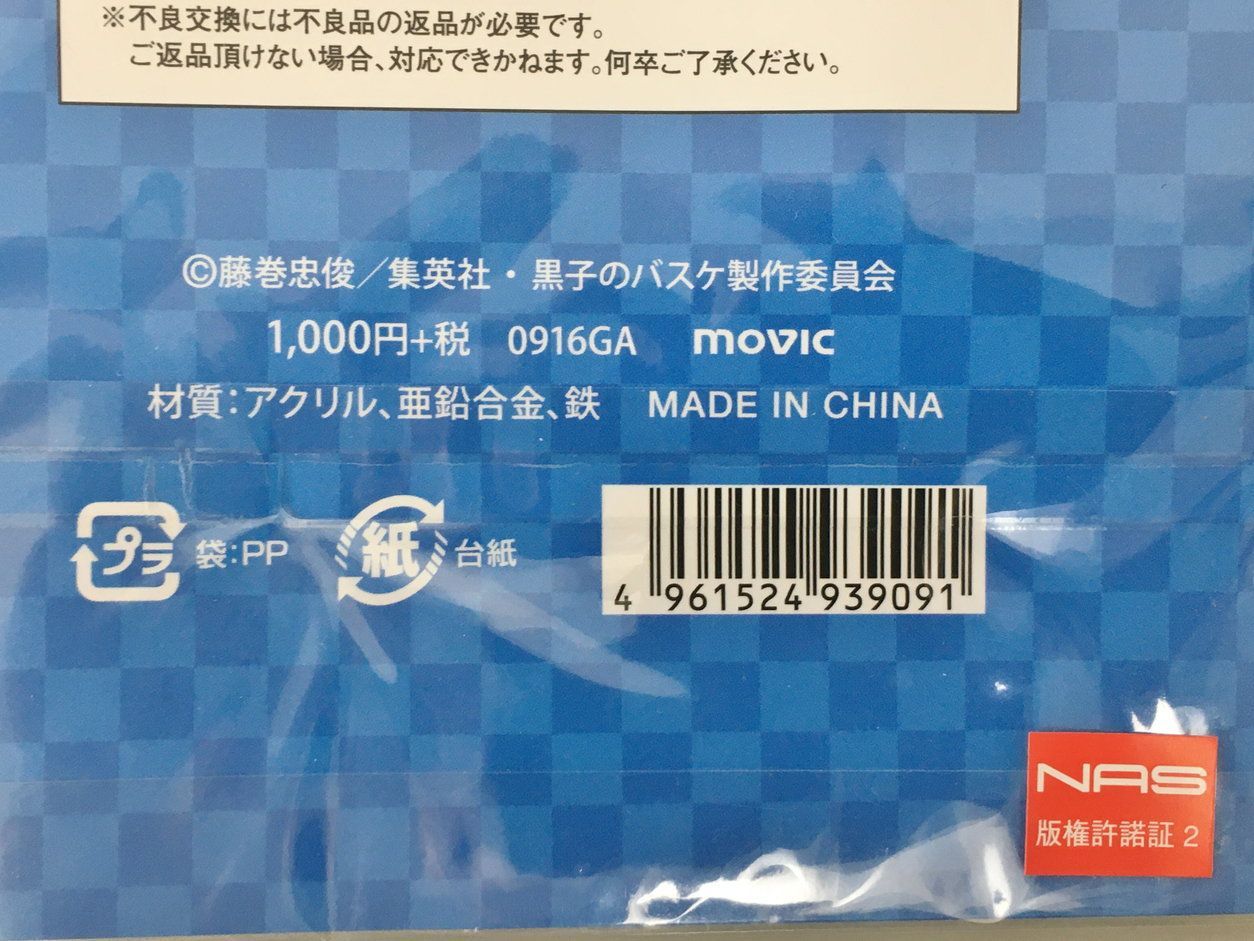 ※不良交換には不良品の返品が必要です。
ご返品頂けない場合、対応できかねます。何卒ご了承ください。
©藤巻忠俊／集英社・黒子のバスケ製作委員会
1,000円+税 0916GA movic
材質：アクリル、亜鉛合金、鉄 MADE IN CHINA
プラ 袋：PP 紙 台紙
4 961524 939091
NAS
版権許諾証 2